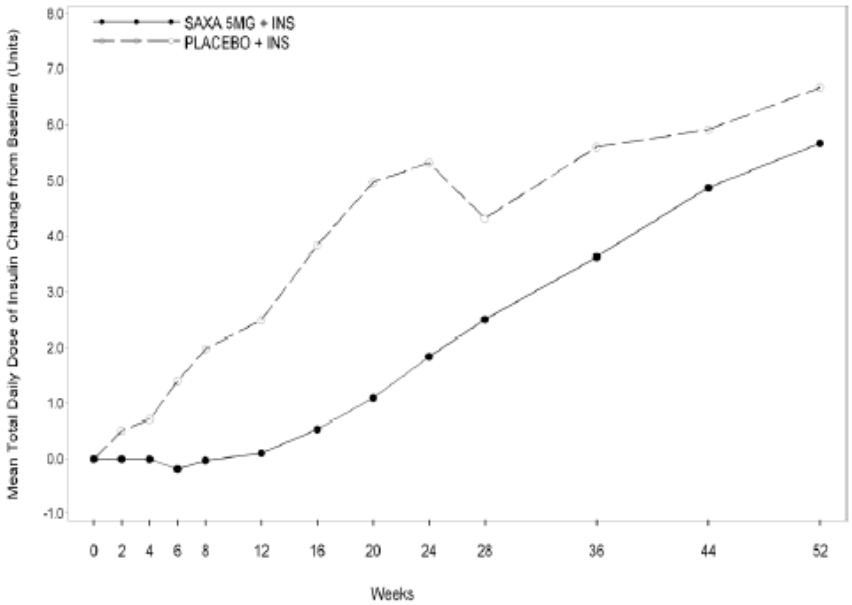 SAXA 5MG + INS
PLACEBO + INS
Mean Total Daily Dose of Insulin Change from Baseline (Units)
8.0
7.0
6.0
5.0
4.0
3.0
2.0
1.0
0.0
-1.0
0 2 4 6 8 12 16 20 24 28 36 44 52
Weeks